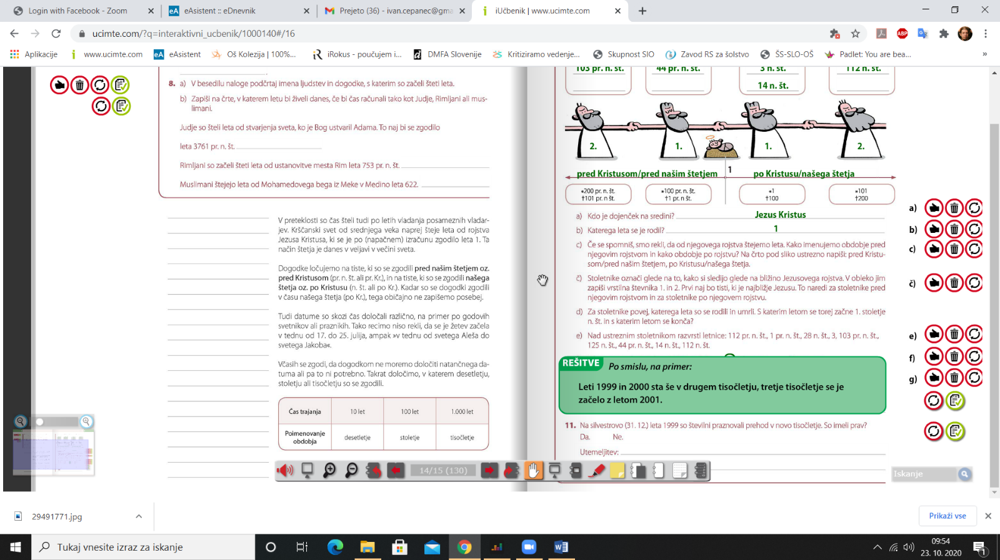 Login with Facebook - Zoom
eAsistent :: eDnevnik
Prejeto (36) - ivan.cepanec@gma
iUčbenik | www.ucimte.com
ucimte.com/?q=interaktivni_ucbenik/1000140#/16
Aplikacije
www.ucimte.com
eAsistent
Oš Kolezija | 100%...
iRokus - poučujem i...
DMFA Slovenije
Kritiziramo vedenje...
Skupnost SIO
Zavod RS za šolstvo
ŠS-SLO-OŠ
Padlet: You are bea...
»
8. a) V besedilu naloge podčrtaj imena ljudstev in dogodke, s katerim so začeli šteti leta.
b) Zapiši na črte, v katerem letu bi živeli danes, če bi čas računali tako kot Judje, Rimljani ali mus-
limani.
Judje so šteli leta od stvarjenja sveta, ko je Bog ustvaril Adama. To naj bi se zgodilo
leta 3761 pr. n. št.
Rimljani so začeli šteti leta od ustanovitve mesta Rim leta 753 pr. n. št.
Muslimani štejejo leta od Mohamedovega bega iz Meke v Medino leta 622.
V preteklosti so čas šteli tudi po letih vladanja posameznih vladar-
jev. Krščanski svet od srednjega veka naprej šteje leta od rojstva
Jezusa Kristusa, ki se je po (napačnem) izračunu zgodilo leta 1. Ta
način štetja je danes v veljavi v večini sveta.
Dogodke ločujemo na tiste, ki so se zgodili pred našim štetjem oz.
pred Kristusom (pr. n. št. ali pr. Kr.), in na tiste, ki so se zgodili našega
štetja oz. po Kristusu (n. št. ali po Kr.). Kadar so se dogodki zgodili
v času našega štetja (po Kr.), tega običajno ne zapišemo posebej.
Tudi datume so skozi čas določali različno, na primer po godovih
svetnikov ali praznikih. Tako recimo niso rekli, da se je žetev začela
v tednu od 17. do 25. julija, ampak »v tednu od svetega Aleša do
svetega Jakoba«.
Včasih se zgodi, da dogodkom ne moremo določiti natančnega da-
tuma ali pa to ni potrebno. Takrat določimo, v katerem desetletju,
stoletju ali tisočletju so se zgodili.
Čas trajanja 10 let 100 let 1.000 let
Poimenovanje obdobja desetletje stoletje tisočletje
103 pr. n. št. 44 pr. n. št. 3 n. št. 112 n. št.
14 n. št.
2. 1. 1. 2.
pred Kristusom/pred našim štetjem 1 po Kristusu/našega štetja
*200 pr. n. št. *100 pr. n. št. *1 *101
†101 pr. n št. †1 pr. n št. †100 †200
a) Kdo je dojenček na sredini? Jezus Kristus
b) Katerega leta se je rodil? 1
c) Če se spomniš, smo rekli, da od njegovega rojstva štejemo leta. Kako imenujemo obdobje pred
njegovim rojstvom in kako obdobje po rojstvu? Na črto pod sliko ustrezno napiši: pred Kristu-
som/pred našim štetjem, po Kristusu/našega štetja.
č) Stoletnike označi glede na to, kako si sledijo glede na bližino Jezusovega rojstva. V obleko jim
zapiši vrstilna števnika 1. in 2. Prvi naj bo tisti, ki je najbližje Jezusu. To naredi za stoletnike pred
njegovim rojstvom in za stoletnike po njegovem rojstvu.
d) Za stoletnike povej, katerega leta so se rodili in umrli. S katerim letom se torej začne 1. stoletje
n. št. in s katerim letom se konča?
e) Nad ustreznim stoletnikom razvrsti letnice: 112 pr. n. št., 1 pr. n. št., 28 n. št., 3, 103 pr. n. št.,
125 n. št., 44 pr. n. št., 14 n. št., 112 n. št.
REŠITVE
Po smislu, na primer:
Leti 1999 in 2000 sta še v drugem tisočletju, tretje tisočletje se je
začelo z letom 2001.
11. Na silvestrovo (31. 12.) leta 1999 so številni praznovali prehod v novo tisočletje. So imeli prav?
Da. Ne.
Utemeljitev:
a)
b)
c)
č)
e)
f)
g)
14/15 (130)
Iskanje
29491771.jpg
Prikaži vse
Tukaj vnesite izraz za iskanje
09:54
23. 10. 2020
1